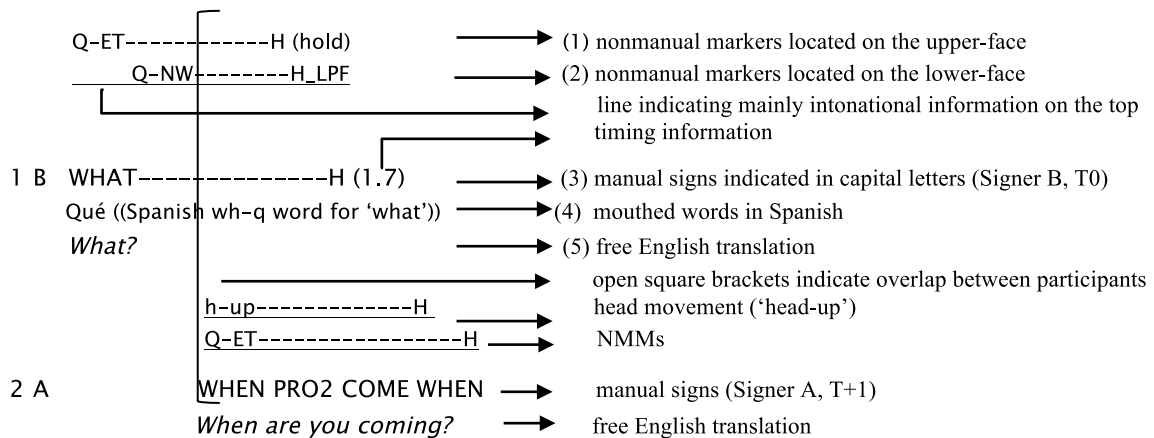 Q-ET------------------H (hold) (1) nonmanual markers located on the upper-face
Q-NW------------H_LPF (2) nonmanual markers located on the lower-face
line indicating mainly intonational information on the top
timing information
1 B WHAT-----------------------H (1.7) (3) manual signs indicated in capital letters (Signer B, T0)
Qué ((Spanish wh-q word for ‘what’)) (4) mouthed words in Spanish
What? (5) free English translation
open square brackets indicate overlap between participants
h-up-------------------H head movement (‘head-up’)
Q-ET------------------------H NMMs
2 A WHEN PRO2 COME WHEN manual signs (Signer A, T+1)
When are you coming? free English translation